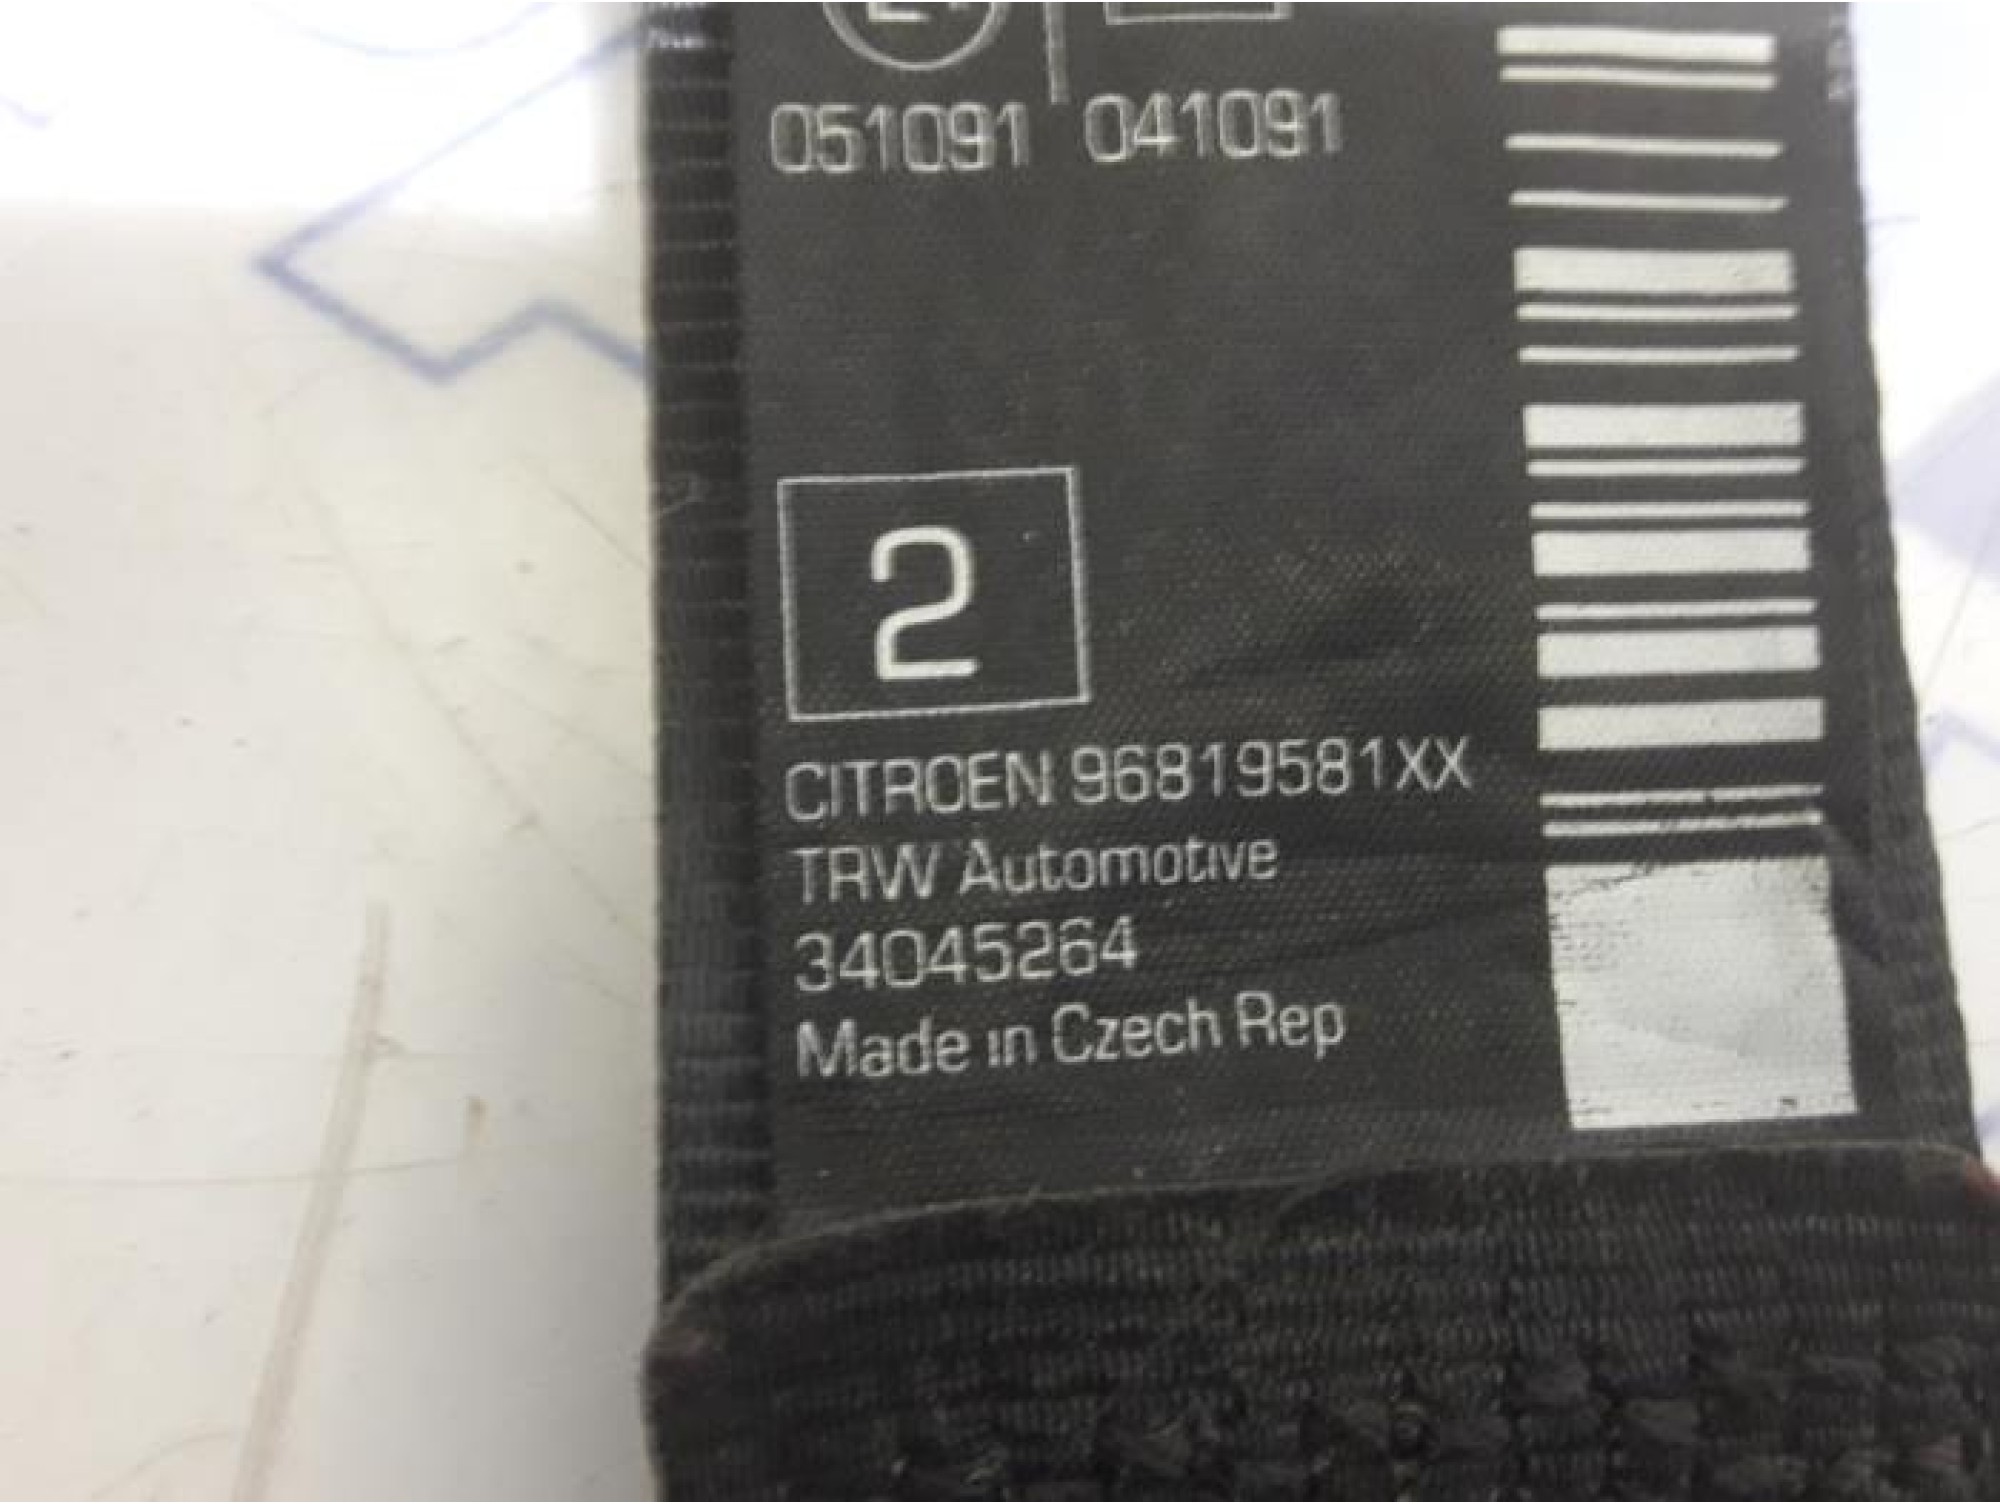 051091 041091
2
CITROEN 96819581XX
TRW Automotive
34045264
Made in Czech Rep